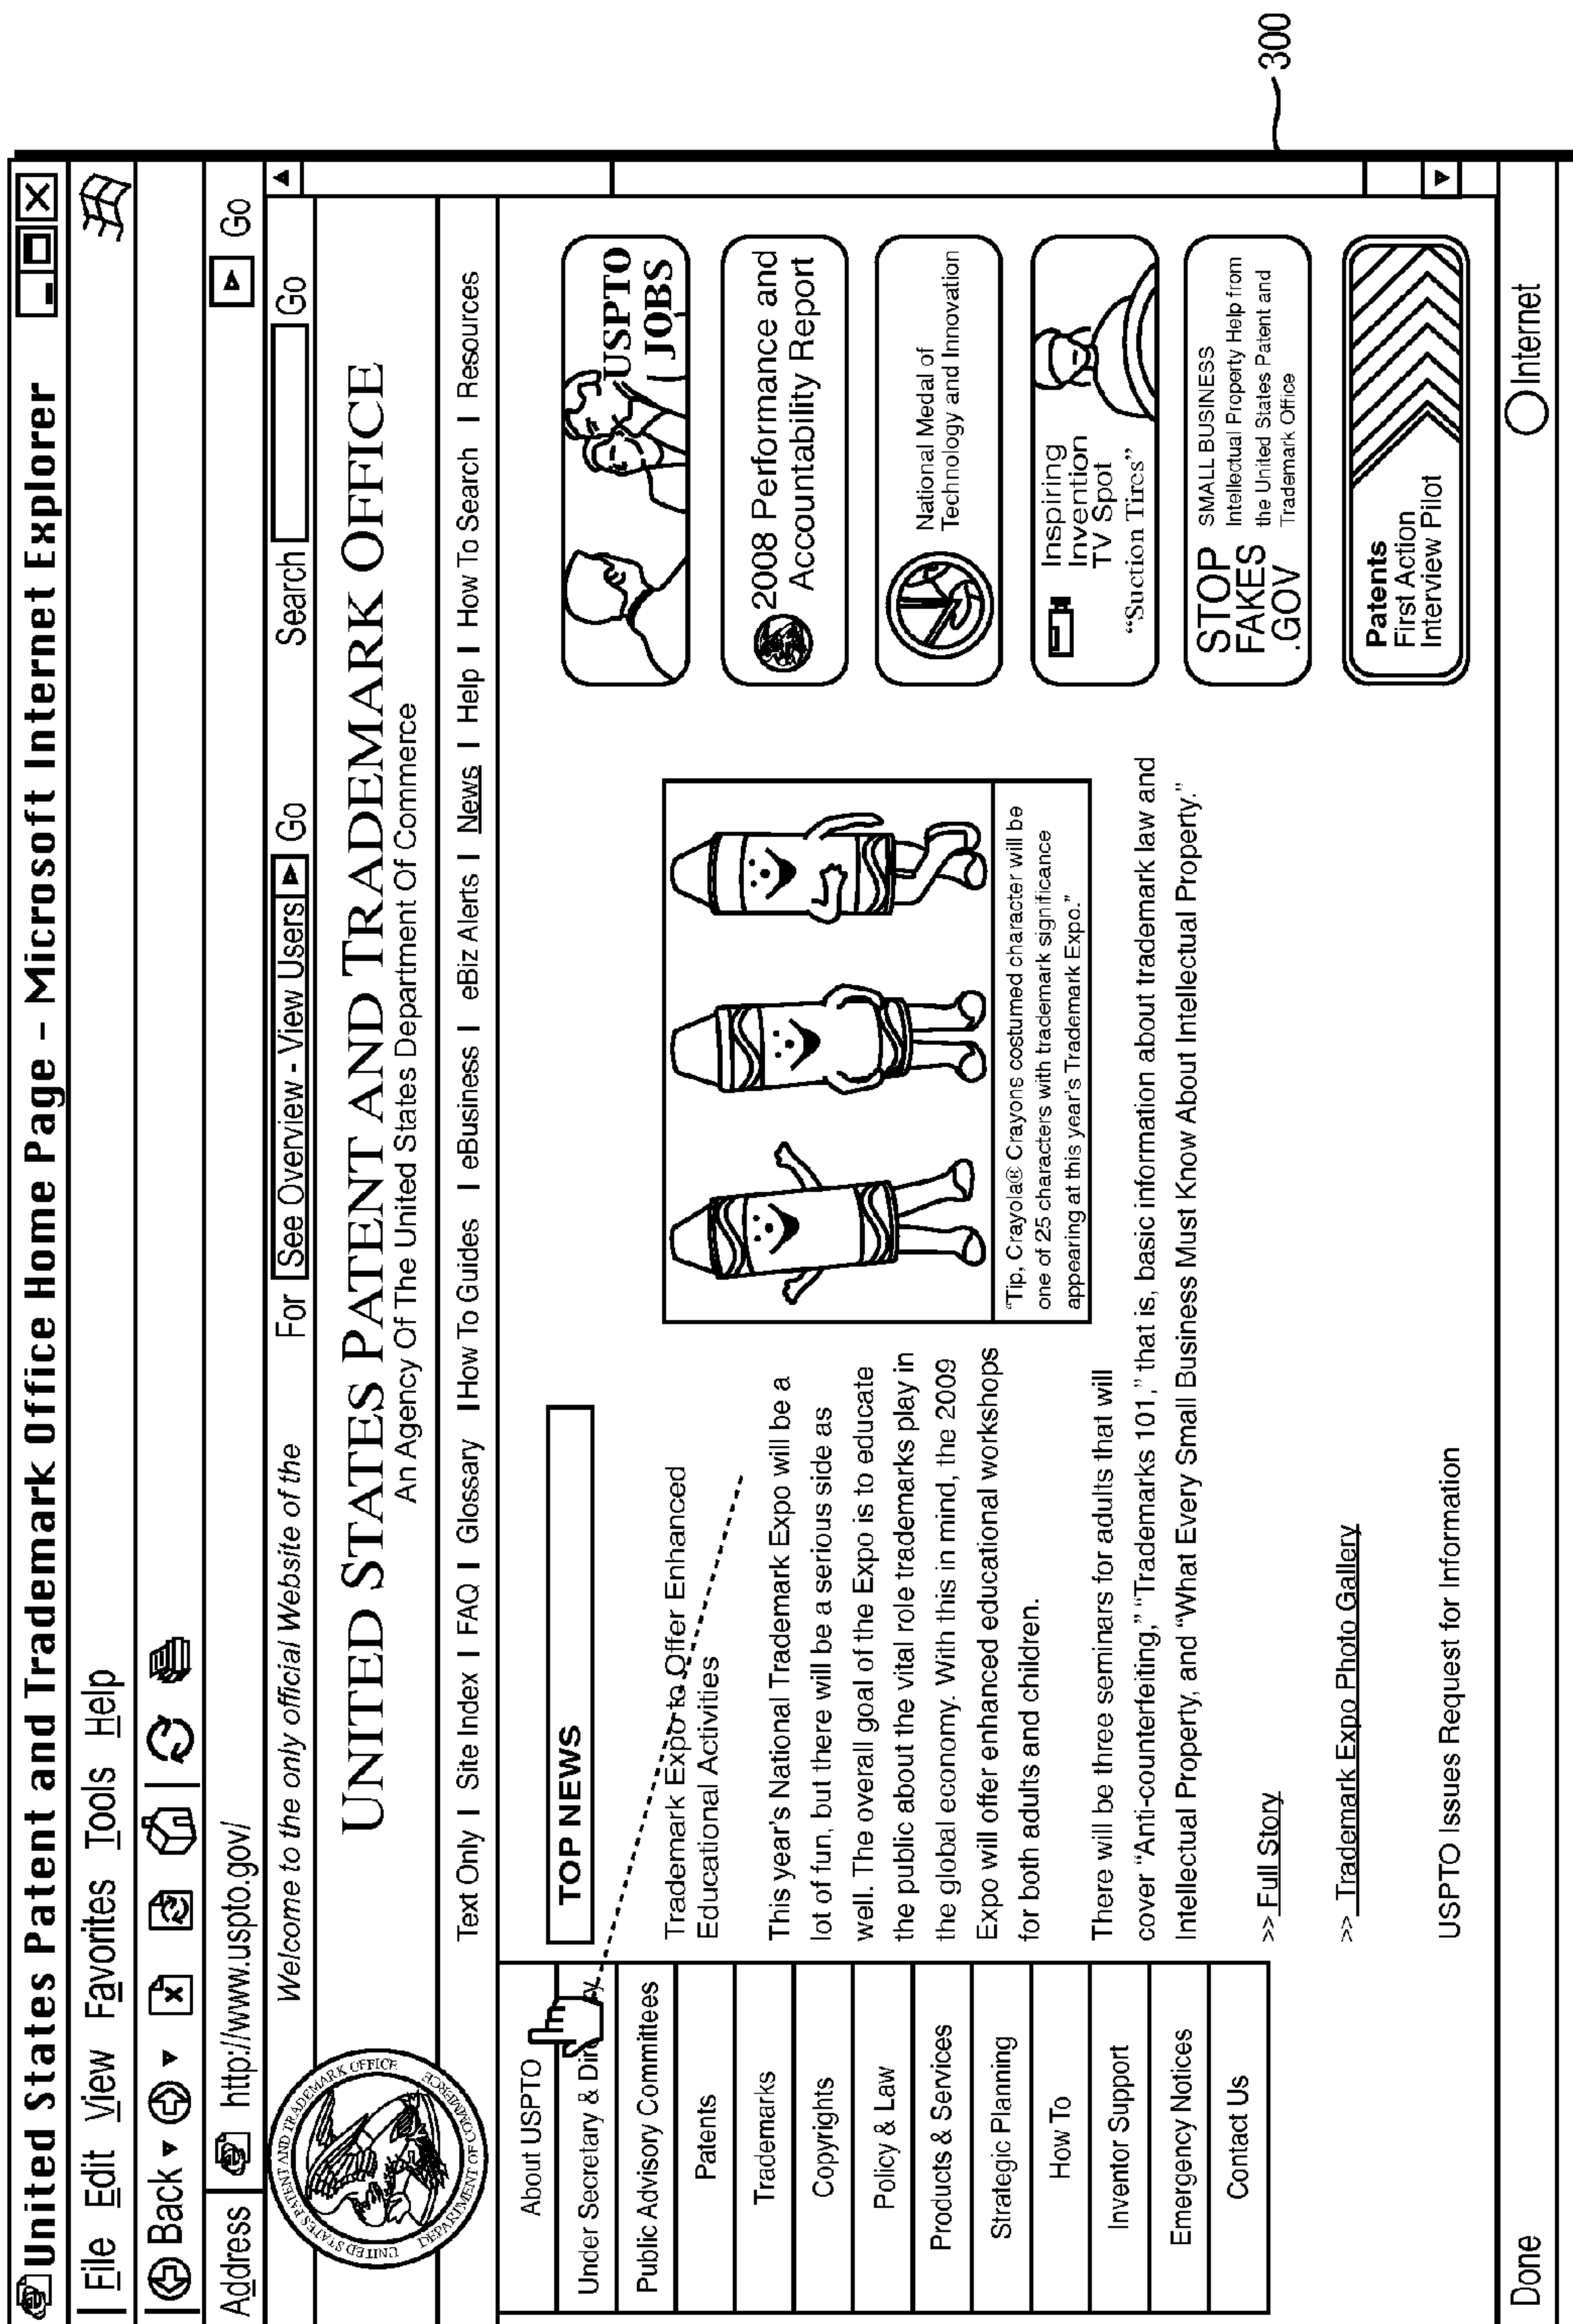 United States Patent and Trademark Office Home Page – Microsoft Internet Explorer
File Edit View Favorites Tools Help
Back
Address http://www.uspto.gov/ Go
Welcome to the only official Website of the For See Overview - View Users Go Search Go
UNITED STATES PATENT AND TRADEMARK OFFICE
An Agency Of The United States Department Of Commerce
UNITED STATES PATENT AND TRADEMARK OFFICE
DEPARTMENT OF COMMERCE
Text Only | Site Index | FAQ | Glossary | How To Guides | eBusiness | eBiz Alerts | News | Help | How To Search | Resources
About USPTO
Under Secretary &
Public Advisory Committees
Patents
Trademarks
Copyrights
Policy & Law
Products & Services
Strategic Planning
How To
Inventor Support
Emergency Notices
Contact Us
TOP NEWS
Trademark Expo to Offer Enhanced
Educational Activities
This year's National Trademark Expo will be a
lot of fun, but there will be a serious side as
well. The overall goal of the Expo is to educate
the public about the vital role trademarks play in
the global economy. With this in mind, the 2009
Expo will offer enhanced educational workshops
for both adults and children.
There will be three seminars for adults that will
cover “Anti-counterfeiting,” “Trademarks 101,” that is, basic information about trademark law and
Intellectual Property, and “What Every Small Business Must Know About Intellectual Property.”
>> Full Story
>> Trademark Expo Photo Gallery
USPTO Issues Request for Information
“Tip, Crayola® Crayons costumed character will be
one of 25 characters with trademark significance
appearing at this year's Trademark Expo.”
USPTO
JOBS
2008 Performance and
Accountability Report
National Medal of
Technology and Innovation
Inspiring
Invention
TV Spot
“Suction Tires”
STOP
FAKES
.GOV
SMALL BUSINESS
Intellectual Property Help from
the United States Patent and
Trademark Office
Patents
First Action
Interview Pilot
Done
Internet
300